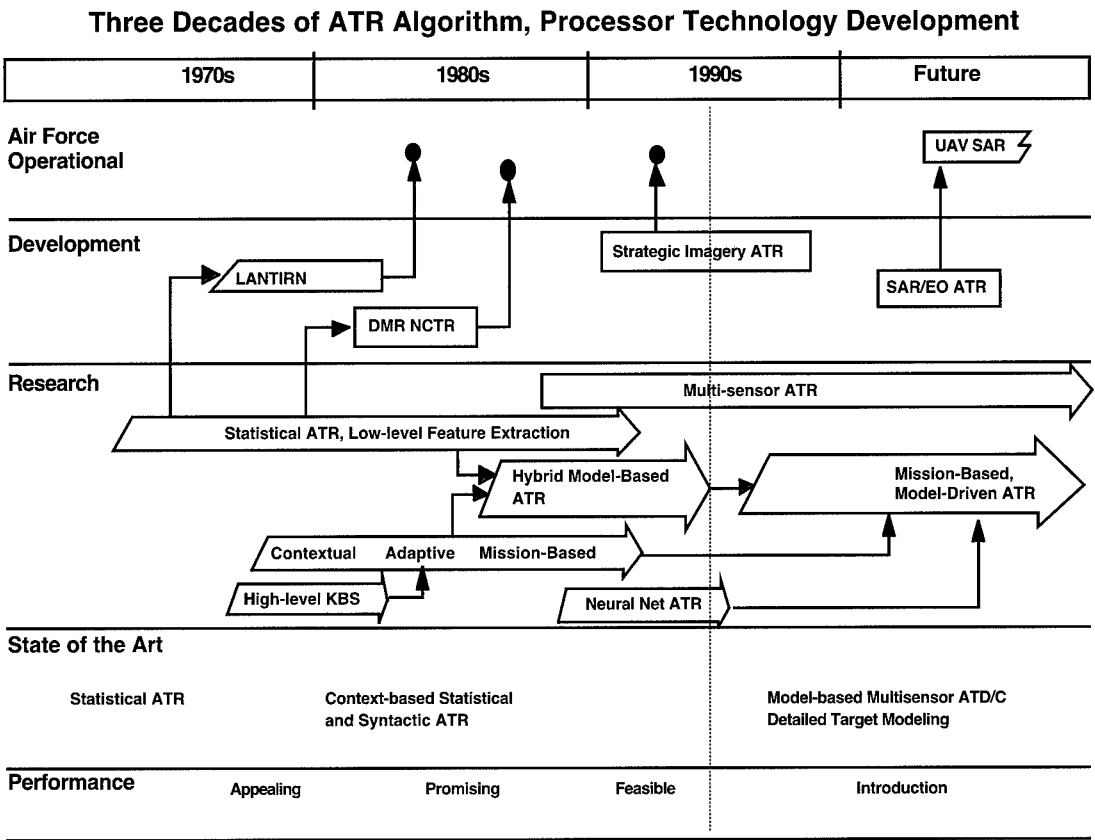 Three Decades of ATR Algorithm, Processor Technology Development
1970s 1980s 1990s Future
Air Force
Operational
UAV SAR
Development
Strategic Imagery ATR
LANTIRN
SAR/EO ATR
DMR NCTR
Research
Multi-sensor ATR
Statistical ATR, Low-level Feature Extraction
Hybrid Model-Based
ATR
Mission-Based,
Model-Driven ATR
Contextual Adaptive Mission-Based
High-level KBS
Neural Net ATR
State of the Art
Statistical ATR
Context-based Statistical
and Syntactic ATR
Model-based Multisensor ATD/C
Detailed Target Modeling
Performance
Appealing Promising Feasible Introduction